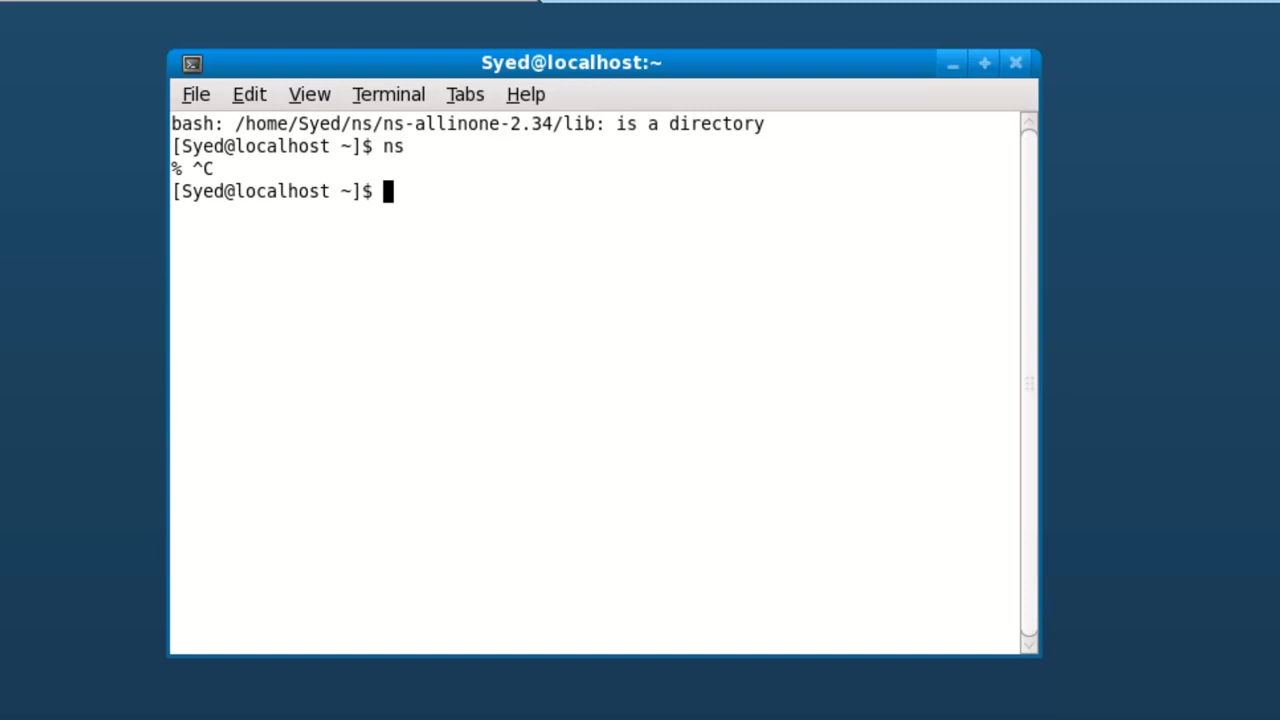 Syed@localhost:~
File Edit View Terminal Tabs Help
bash: /home/Syed/ns/ns-allinone-2.34/lib: is a directory
[Syed@localhost ~]$ ns
% ^C
[Syed@localhost ~]$